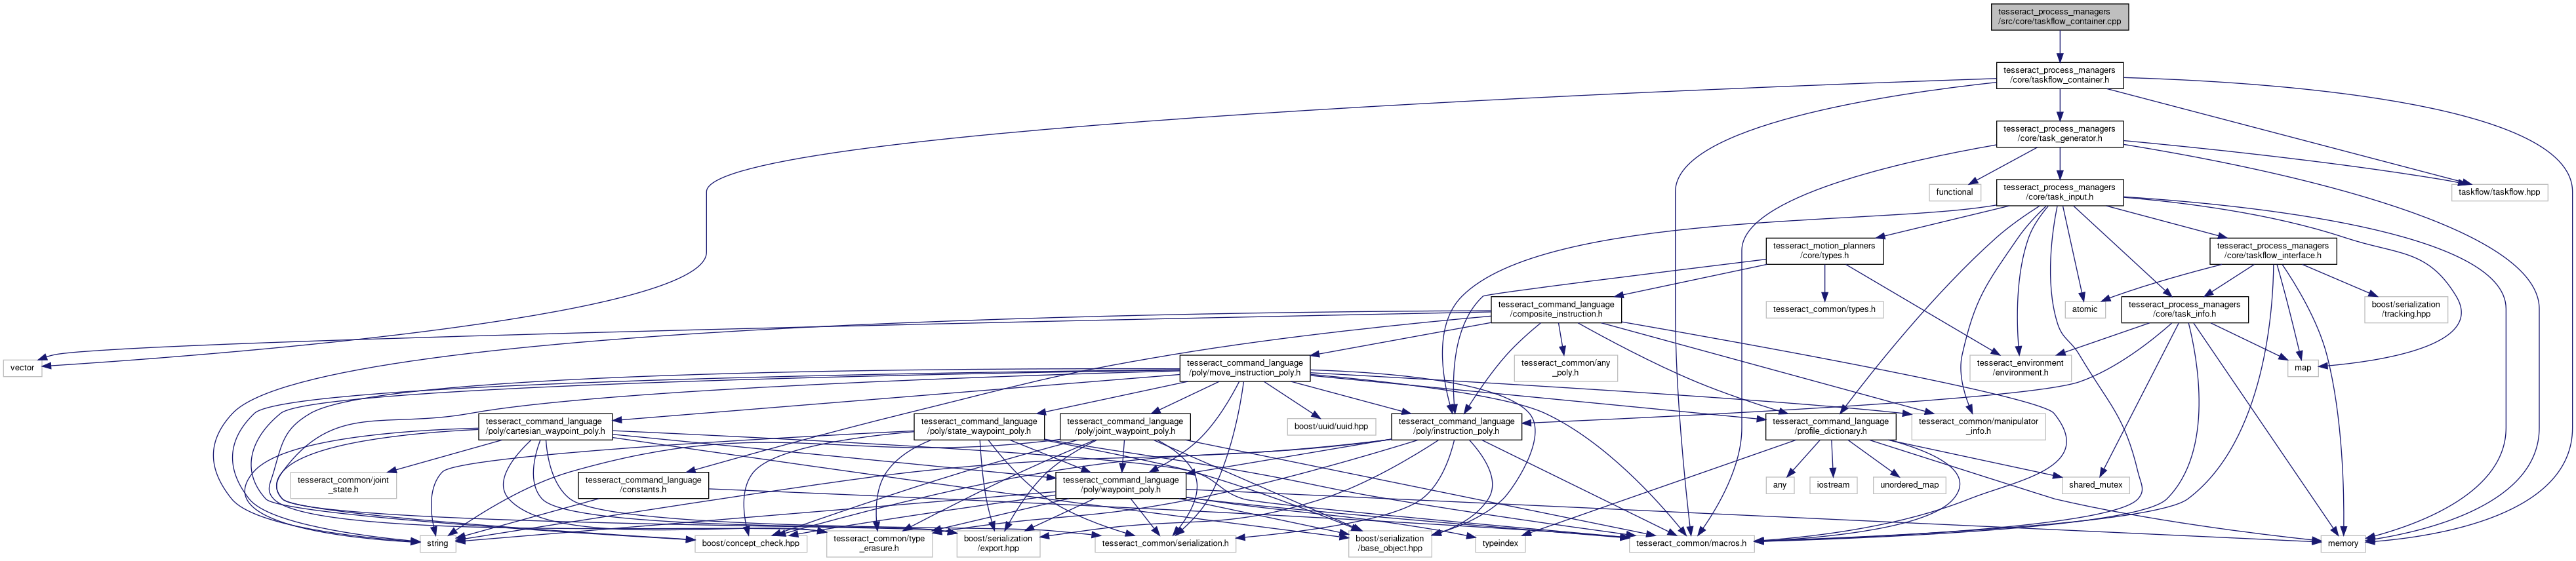 tesseract_process_managers
/src/core/taskflow_container.cpp
tesseract_process_managers
/core/taskflow_container.h
tesseract_process_managers
/core/task_generator.h
functional
tesseract_process_managers
/core/task_input.h
taskflow/taskflow.hpp
tesseract_motion_planners
/core/types.h
tesseract_process_managers
/core/taskflow_interface.h
tesseract_command_language
/composite_instruction.h
tesseract_common/types.h
atomic
tesseract_process_managers
/core/task_info.h
boost/serialization
/tracking.hpp
vector
tesseract_command_language
/poly/move_instruction_poly.h
tesseract_common/any
_poly.h
tesseract_environment
/environment.h
map
tesseract_command_language
/poly/cartesian_waypoint_poly.h
tesseract_command_language
/poly/state_waypoint_poly.h
tesseract_command_language
/poly/joint_waypoint_poly.h
boost/uuid/uuid.hpp
tesseract_command_language
/poly/instruction_poly.h
tesseract_command_language
/profile_dictionary.h
tesseract_common/manipulator
_info.h
tesseract_common/joint
_state.h
tesseract_command_language
/constants.h
tesseract_command_language
/poly/waypoint_poly.h
any
iostream
unordered_map
shared_mutex
string
boost/concept_check.hpp
tesseract_common/type
_erasure.h
boost/serialization
/export.hpp
tesseract_common/serialization.h
boost/serialization
/base_object.hpp
typeindex
tesseract_common/macros.h
memory